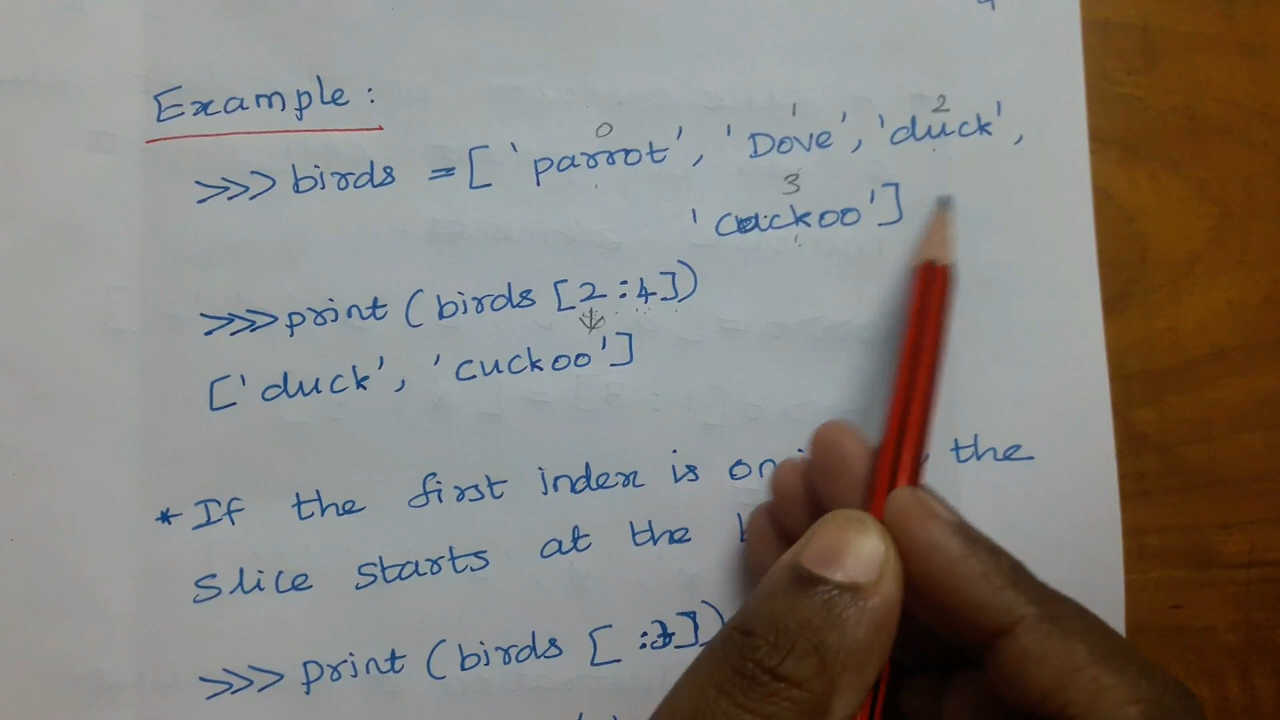 Example:
0 1 2
>>> birds = ['parrot', 'Dove', 'duck',
3
'cuckoo']
>>> print (birds [2:4])
['duck', 'cuckoo']
* If the first index is the
slice starts at the
>>> print (birds [: